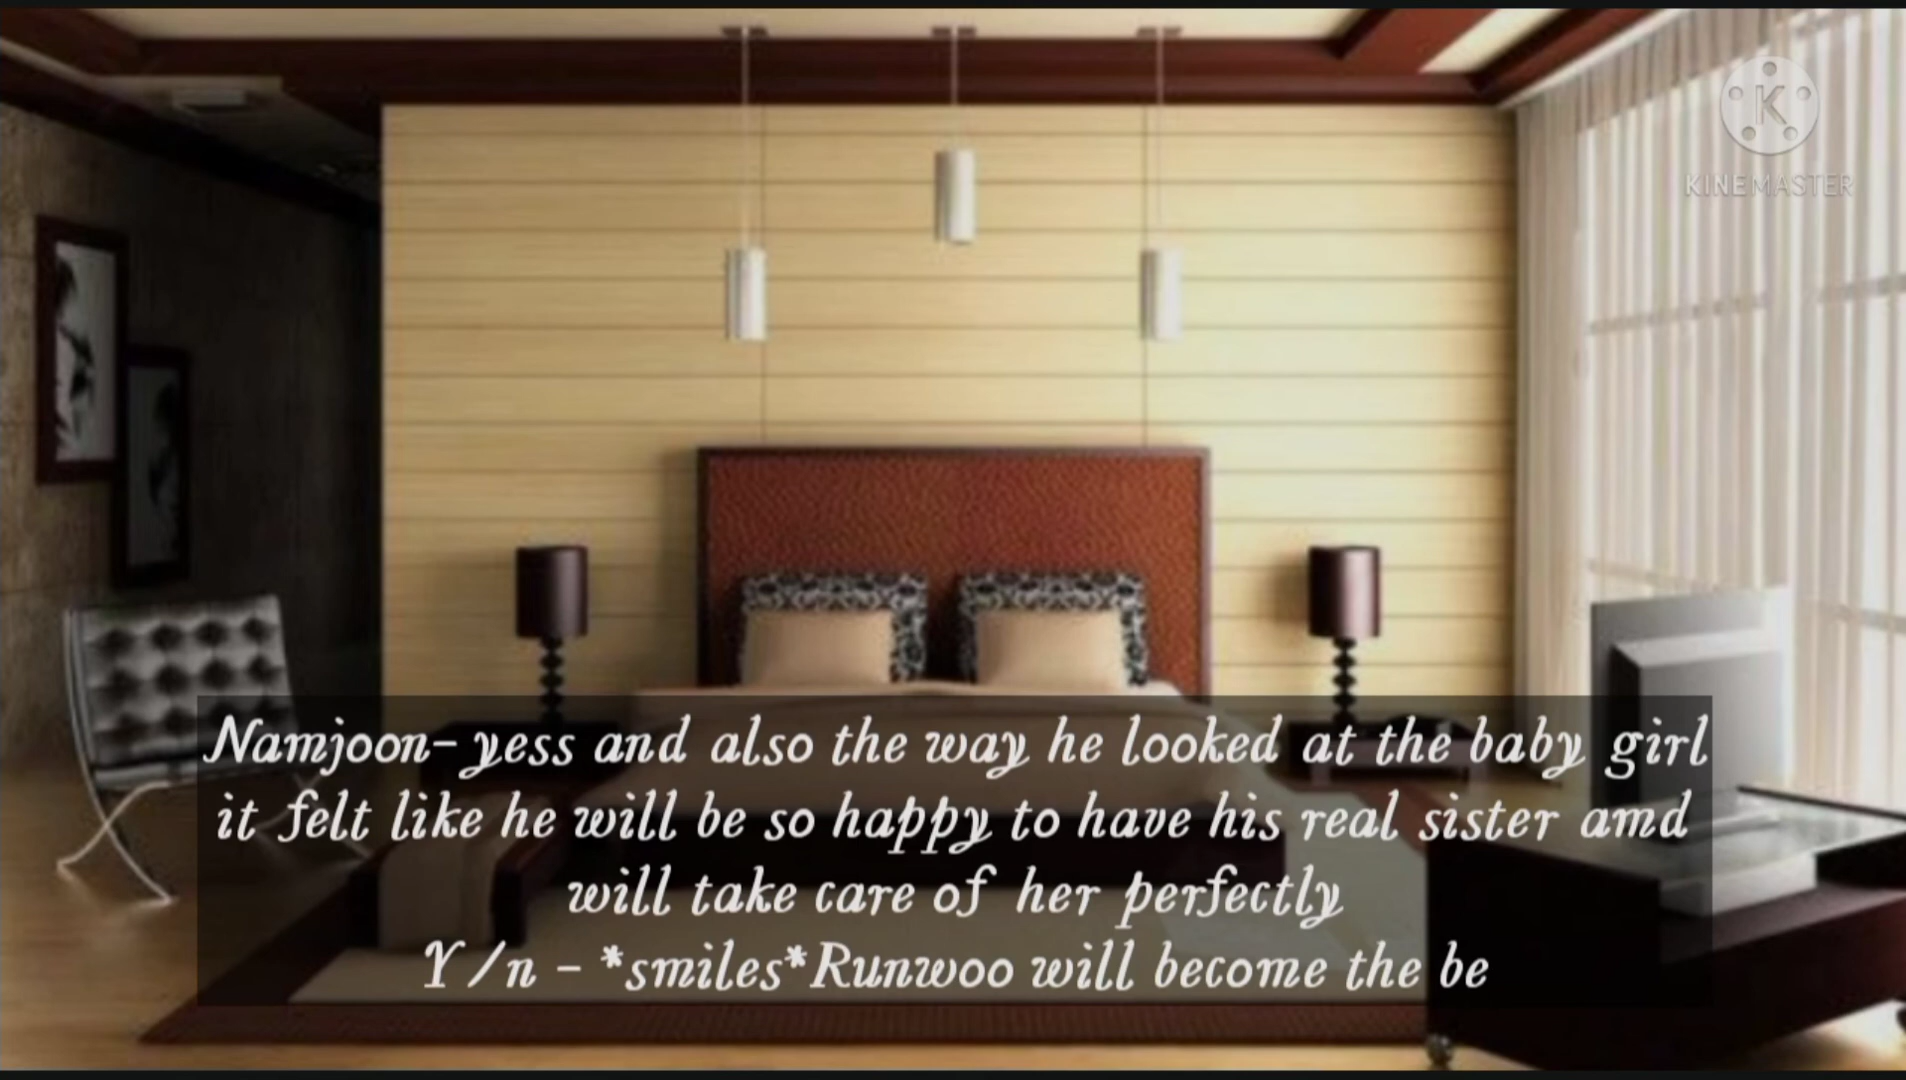 K
KINEMASTER
Namjoon- yess and also the way he looked at the baby girl
it felt like he will be so happy to have his real sister amd
will take care of her perfectly
Y/n - *smiles*Runwoo will become the be